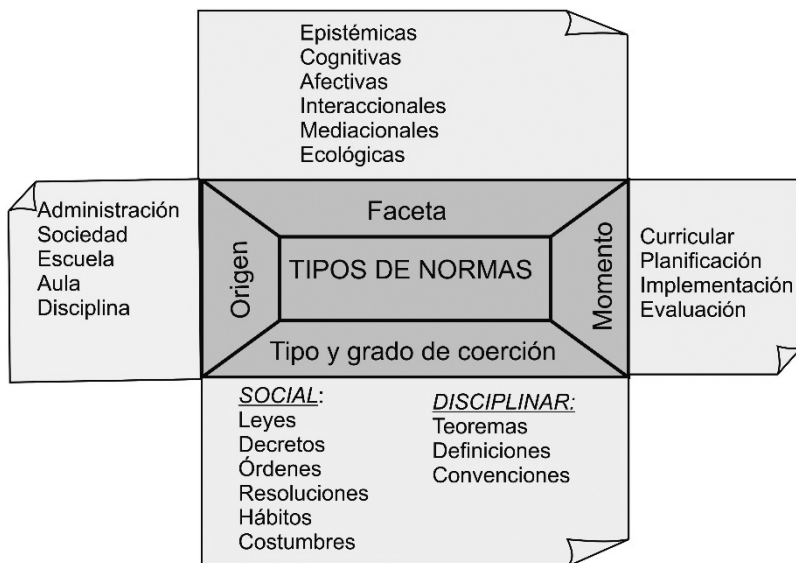 Epistémicas
Cognitivas
Afectivas
Interaccionales
Mediacionales
Ecológicas
Administración
Sociedad
Escuela
Aula
Disciplina
Origen
Faceta
TIPOS DE NORMAS
Momento
Tipo y grado de coerción
Curricular
Planificación
Implementación
Evaluación
SOCIAL:
Leyes
Decretos
Órdenes
Resoluciones
Hábitos
Costumbres
DISCIPLINAR:
Teoremas
Definiciones
Convenciones